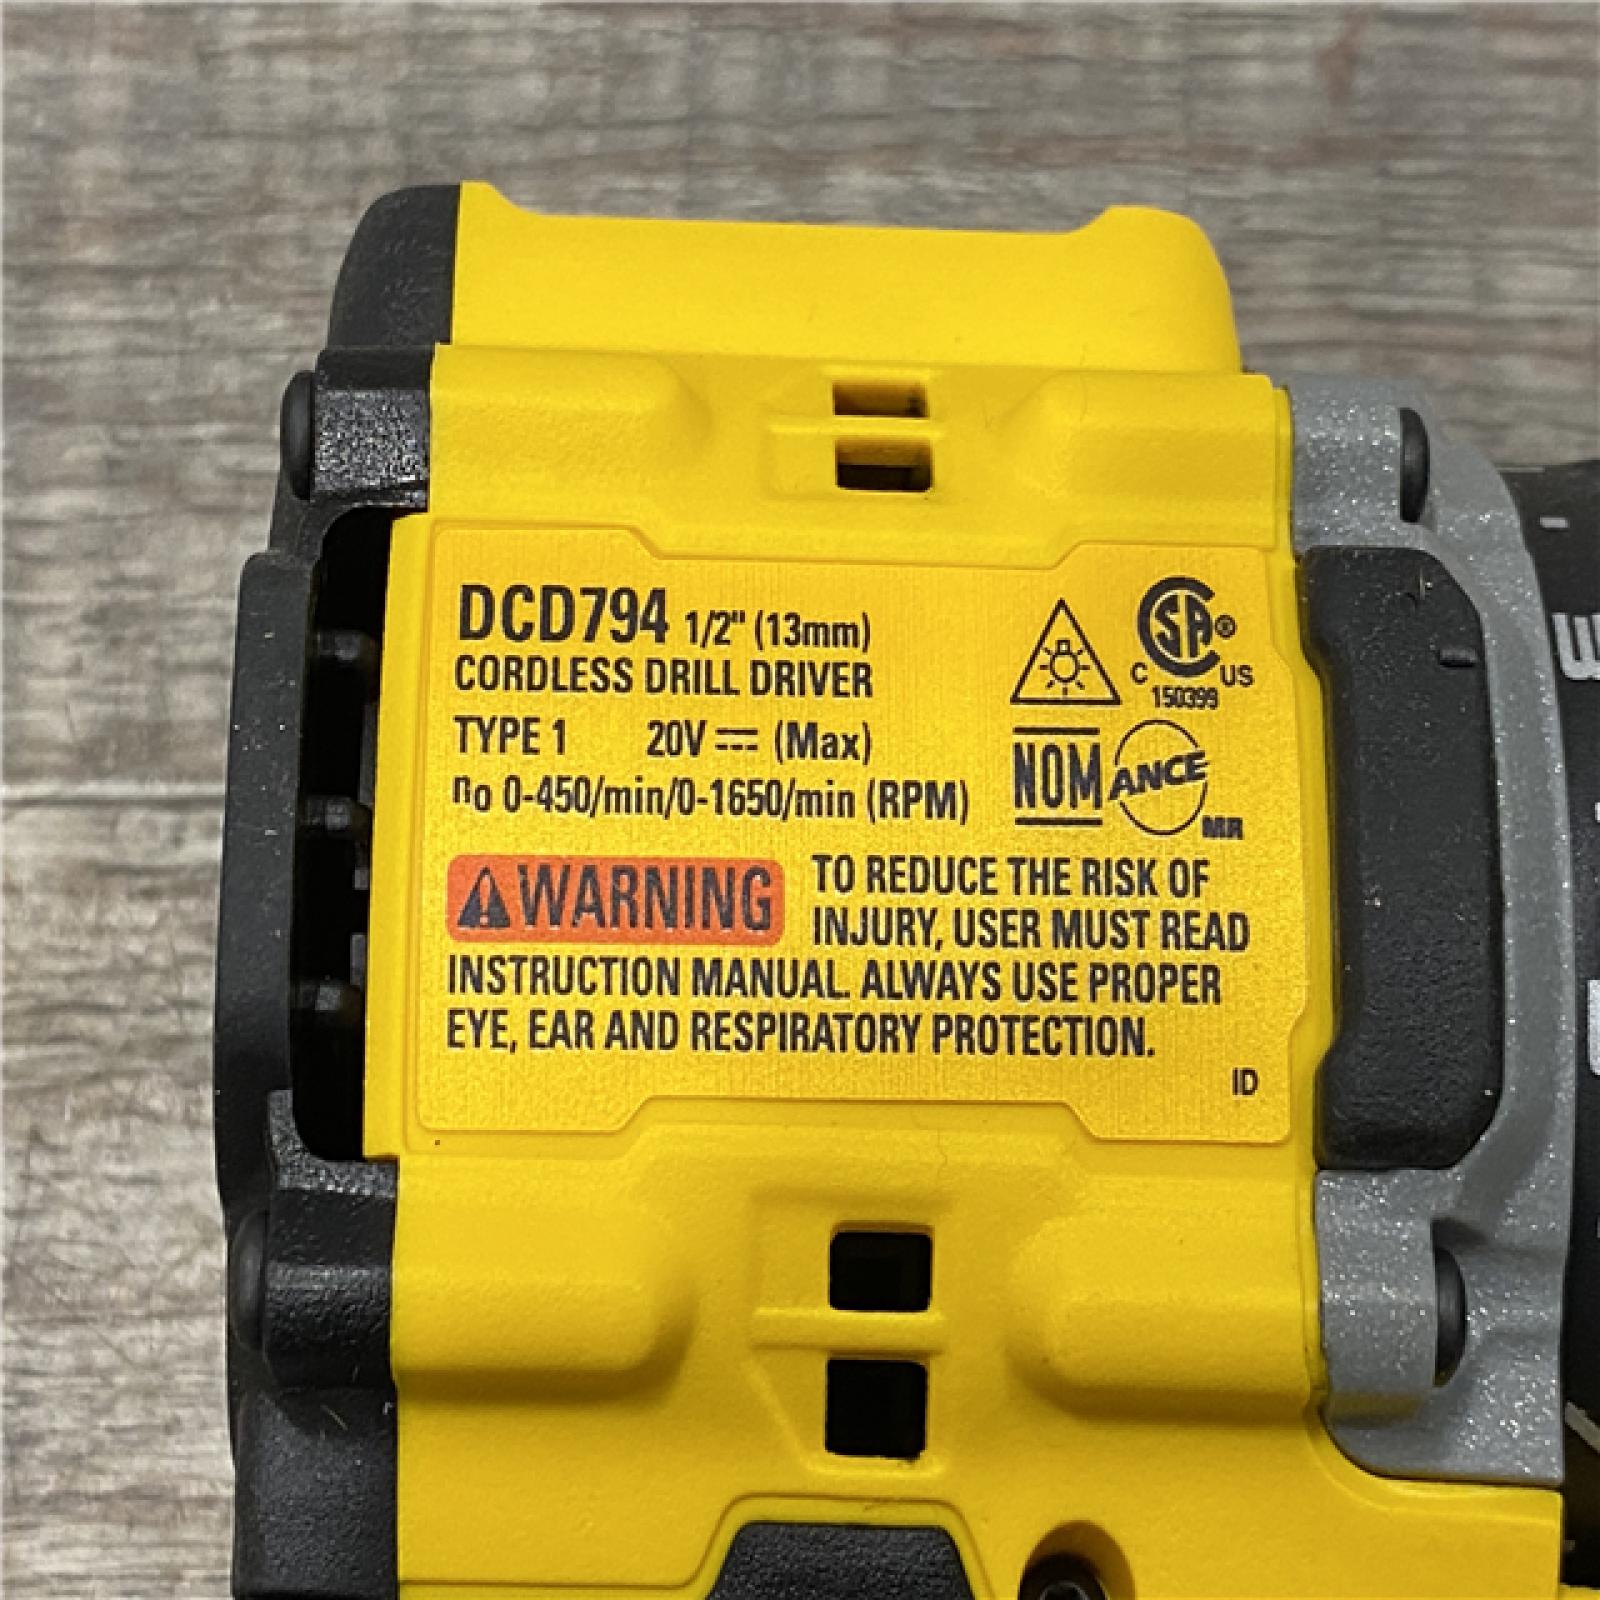 DCD794 1/2" (13mm)
CORDLESS DRILL DRIVER
TYPE 1 20V ⎓ (Max)
no 0-450/min/0-1650/min (RPM)
CSA®
C US
150399
NOM ANCE
MR
WARNING TO REDUCE THE RISK OF
INJURY, USER MUST READ
INSTRUCTION MANUAL. ALWAYS USE PROPER
EYE, EAR AND RESPIRATORY PROTECTION.
ID